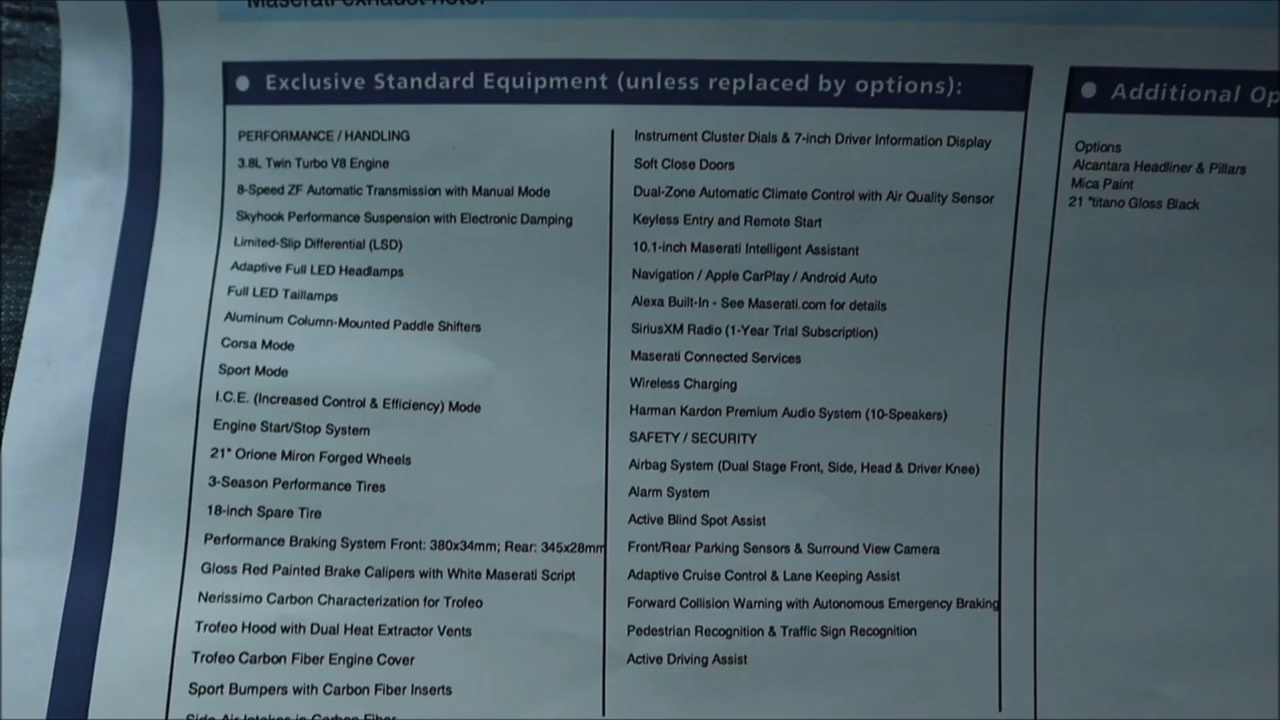 Maserati exhaust note.
Exclusive Standard Equipment (unless replaced by options):
PERFORMANCE / HANDLING
3.8L Twin Turbo V8 Engine
8-Speed ZF Automatic Transmission with Manual Mode
Skyhook Performance Suspension with Electronic Damping
Limited-Slip Differential (LSD)
Adaptive Full LED Headlamps
Full LED Taillamps
Aluminum Column-Mounted Paddle Shifters
Corsa Mode
Sport Mode
I.C.E. (Increased Control & Efficiency) Mode
Engine Start/Stop System
21" Orione Miron Forged Wheels
3-Season Performance Tires
18-inch Spare Tire
Performance Braking System Front: 380x34mm; Rear: 345x28mm
Gloss Red Painted Brake Calipers with White Maserati Script
Nerissimo Carbon Characterization for Trofeo
Trofeo Hood with Dual Heat Extractor Vents
Trofeo Carbon Fiber Engine Cover
Sport Bumpers with Carbon Fiber Inserts
Side Air Intakes in Carbon Fiber
Instrument Cluster Dials & 7-inch Driver Information Display
Soft Close Doors
Dual-Zone Automatic Climate Control with Air Quality Sensor
Keyless Entry and Remote Start
10.1-inch Maserati Intelligent Assistant
Navigation / Apple CarPlay / Android Auto
Alexa Built-In - See Maserati.com for details
SiriusXM Radio (1-Year Trial Subscription)
Maserati Connected Services
Wireless Charging
Harman Kardon Premium Audio System (10-Speakers)
SAFETY / SECURITY
Airbag System (Dual Stage Front, Side, Head & Driver Knee)
Alarm System
Active Blind Spot Assist
Front/Rear Parking Sensors & Surround View Camera
Adaptive Cruise Control & Lane Keeping Assist
Forward Collision Warning with Autonomous Emergency Braking
Pedestrian Recognition & Traffic Sign Recognition
Active Driving Assist
Additional Op
Options
Alcantara Headliner & Pillars
Mica Paint
21 "titano Gloss Black